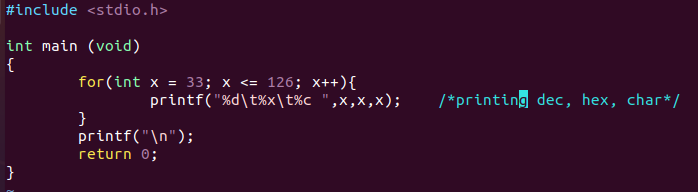 #include <stdio.h>
int main (void)
{
for(int x = 33; x <= 126; x++){
printf("%d\t%x\t%c ",x,x,x);    /*printing dec, hex, char*/
}
printf("\n");
return 0;
}
~